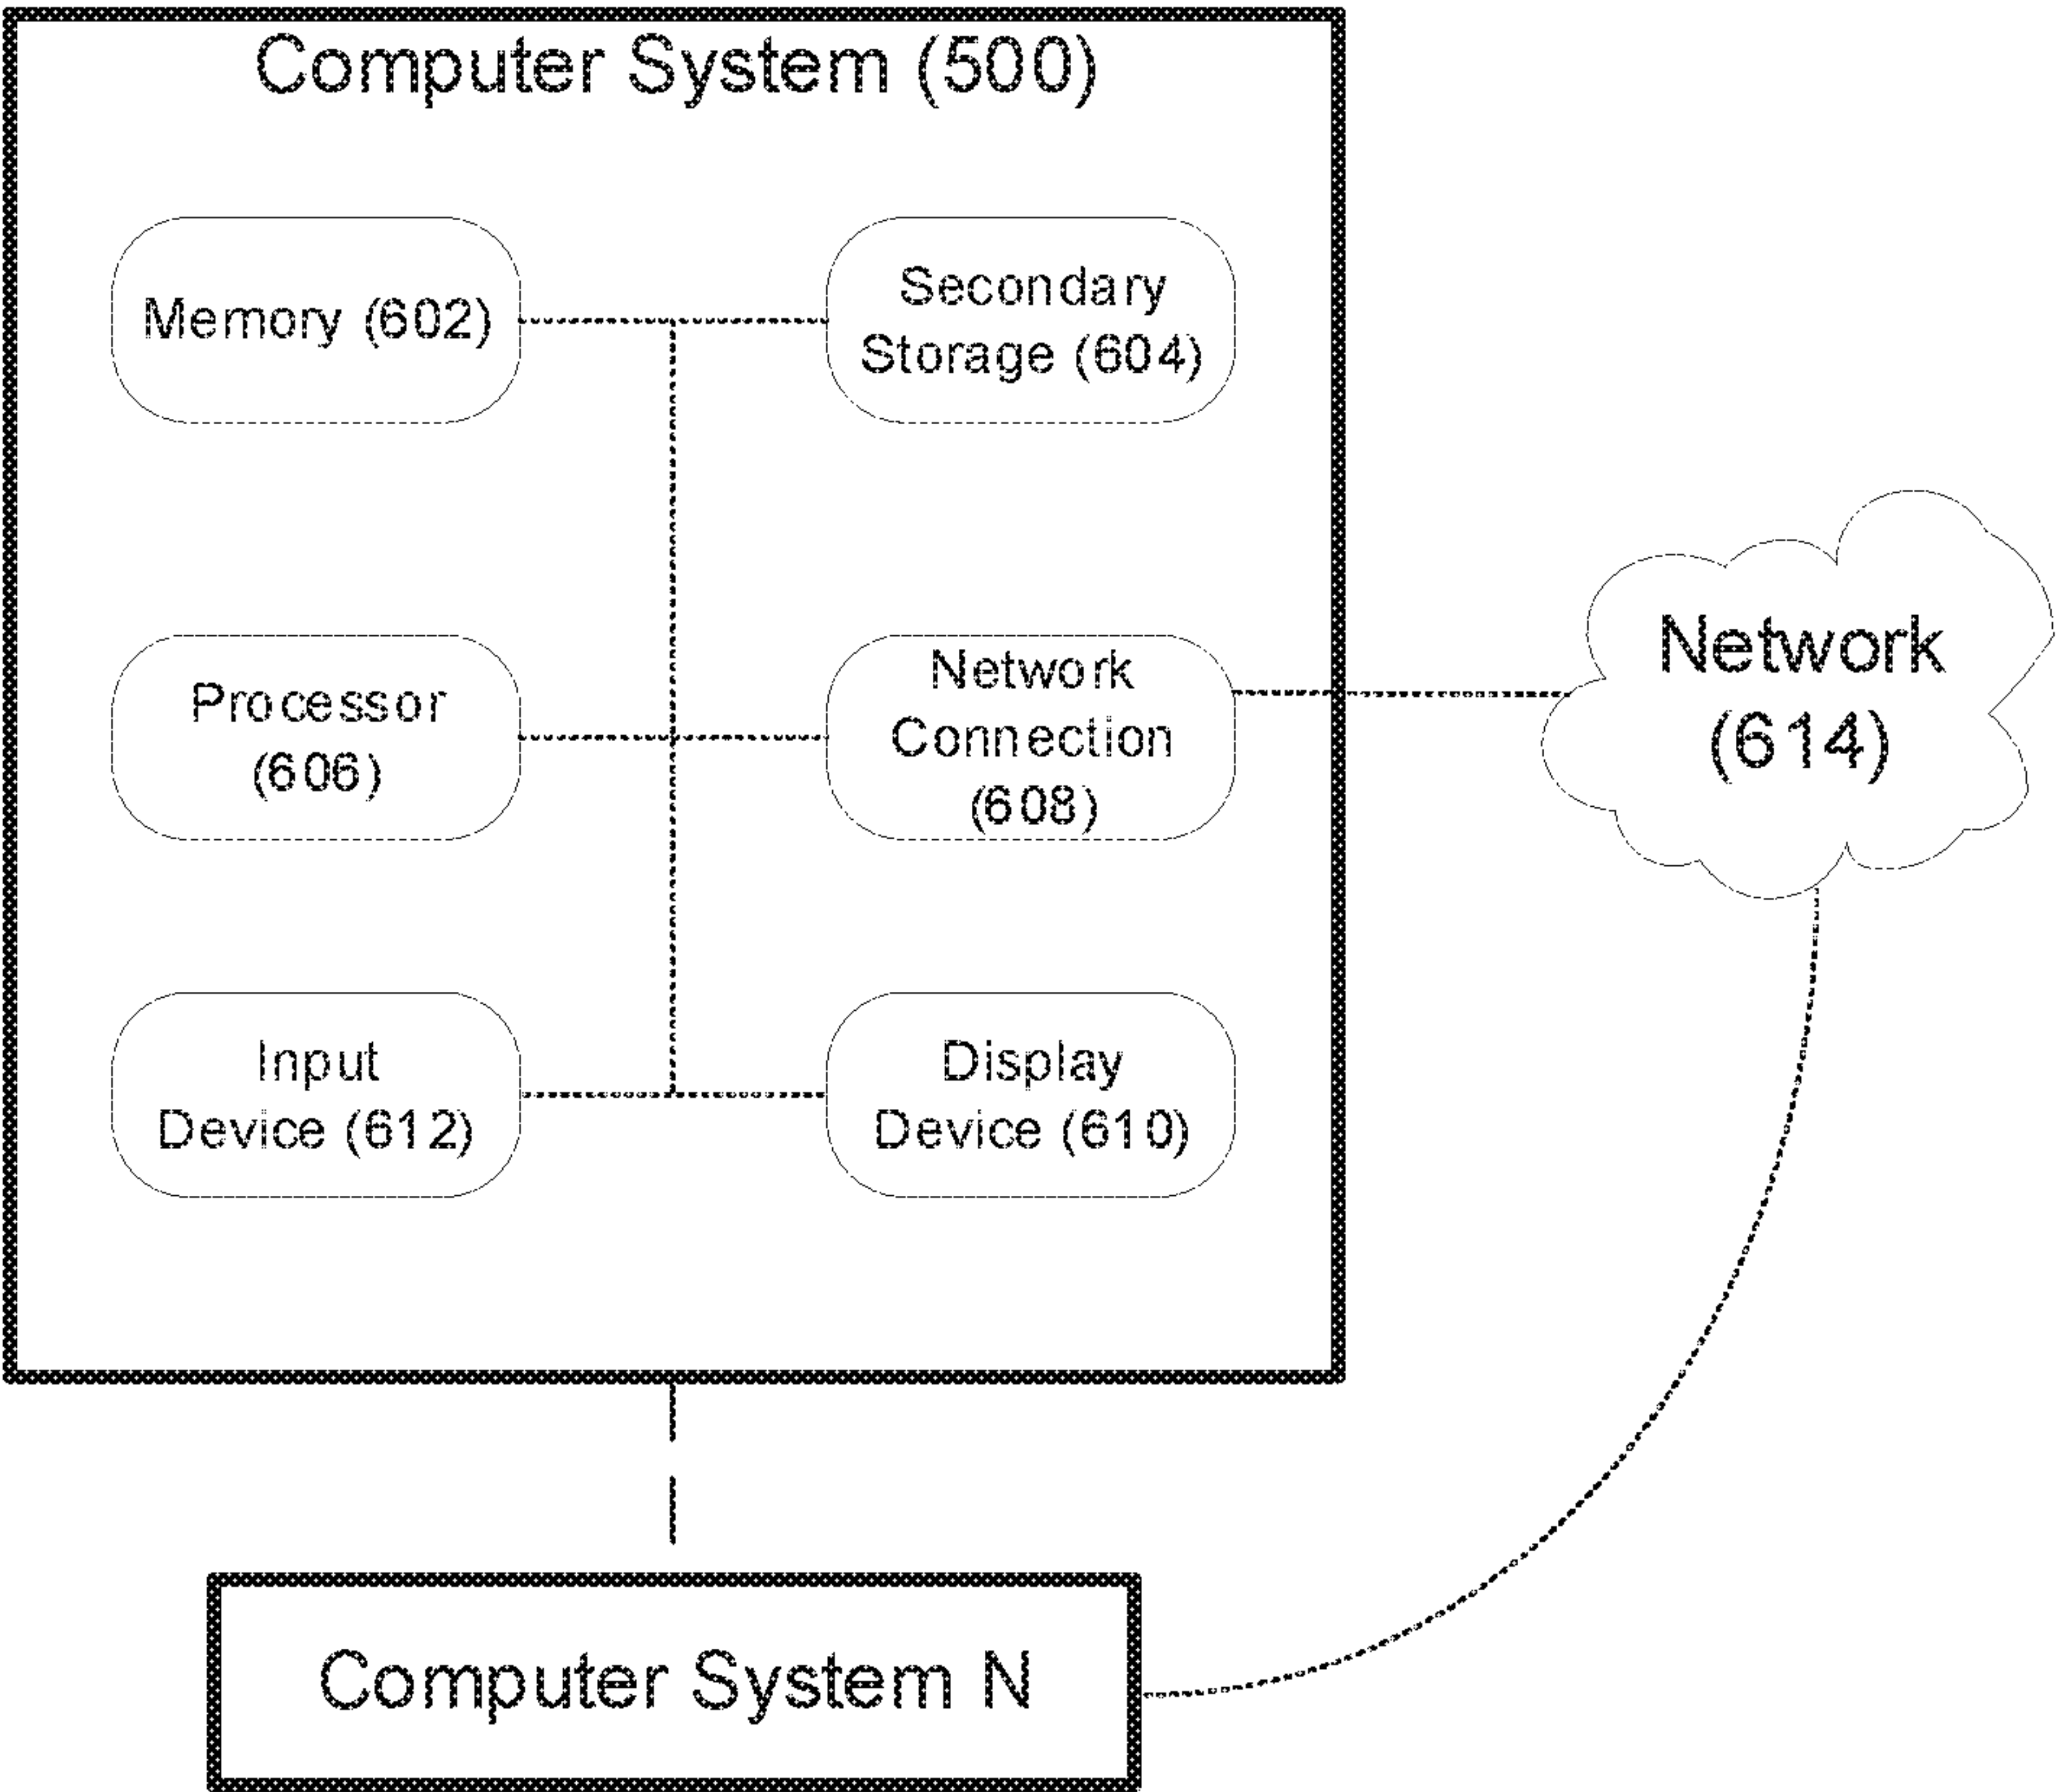 Computer System (500)
Memory (602)
Secondary
Storage (604)
Processor
(606)
Network
Connection
(608)
Network
(614)
Input
Device (612)
Display
Device (610)
Computer System N